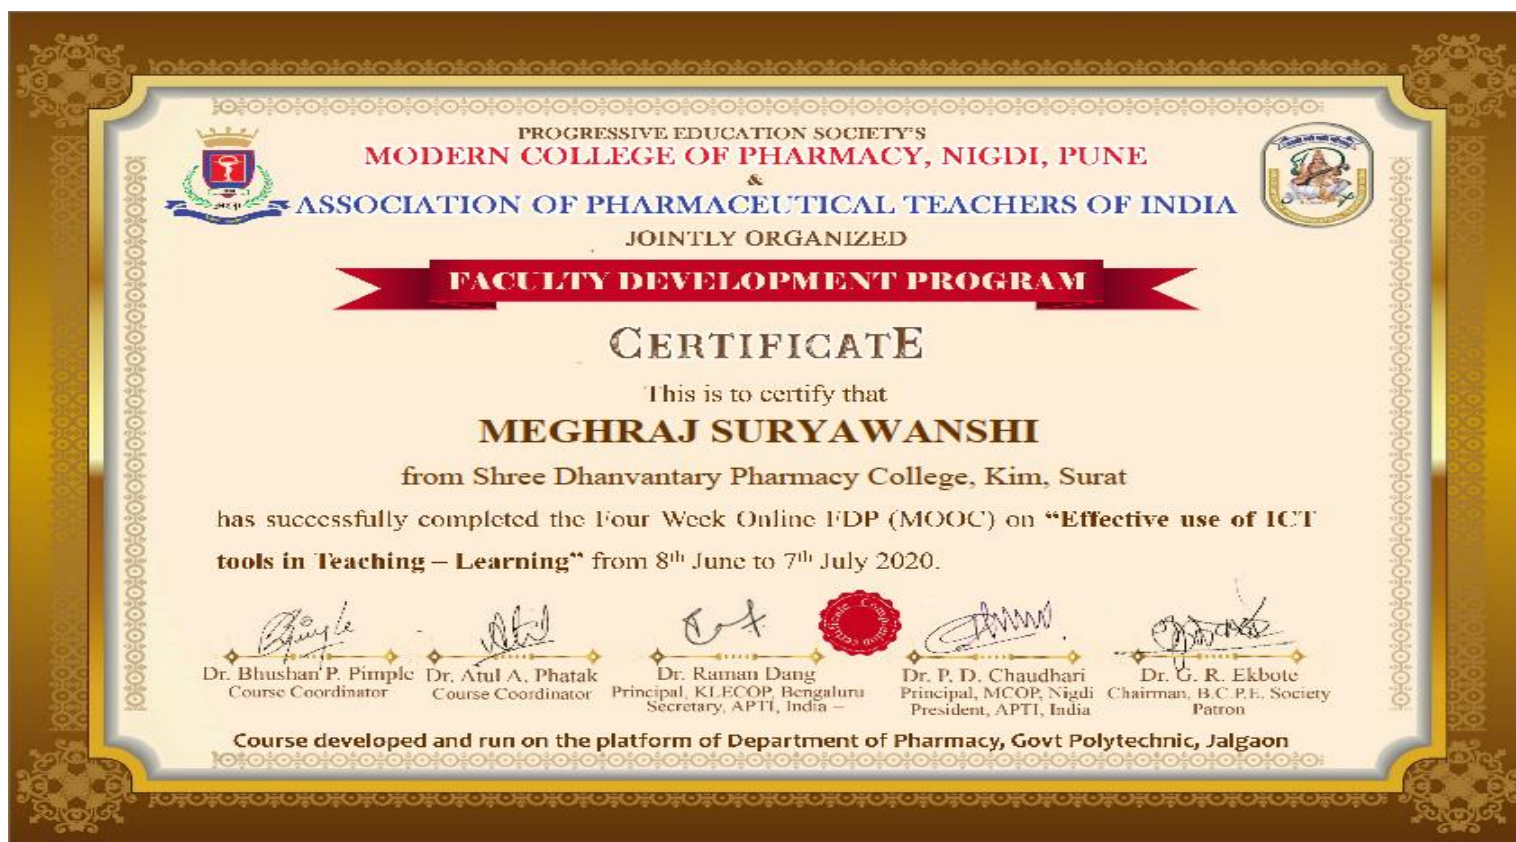 PROGRESSIVE EDUCATION SOCIETY'S
MODERN COLLEGE OF PHARMACY, NIGDI, PUNE
&
ASSOCIATION OF PHARMACEUTICAL TEACHERS OF INDIA
JOINTLY ORGANIZED
FACULTY DEVELOPMENT PROGRAM
CERTIFICATE
This is to certify that
MEGHRAJ SURYAWANSHI
from Shree Dhanvantary Pharmacy College, Kim, Surat
has successfully completed the Four Week Online FDP (MOOC) on “Effective use of ICT
tools in Teaching – Learning” from 8th June to 7th July 2020.
Certificate Completion
Dr. Bhushan P. Pimple
Course Coordinator
Dr. Atul A. Phatak
Course Coordinator
Dr. Raman Dang
Principal, KLECOP, Bengaluru
Secretary, APTI, India –
Dr. P. D. Chaudhari
Principal, MCOP, Nigdi
President, APTI, India
Dr. G. R. Ekbote
Chairman, B.C.P.E. Society
Patron
Course developed and run on the platform of Department of Pharmacy, Govt Polytechnic, Jalgaon